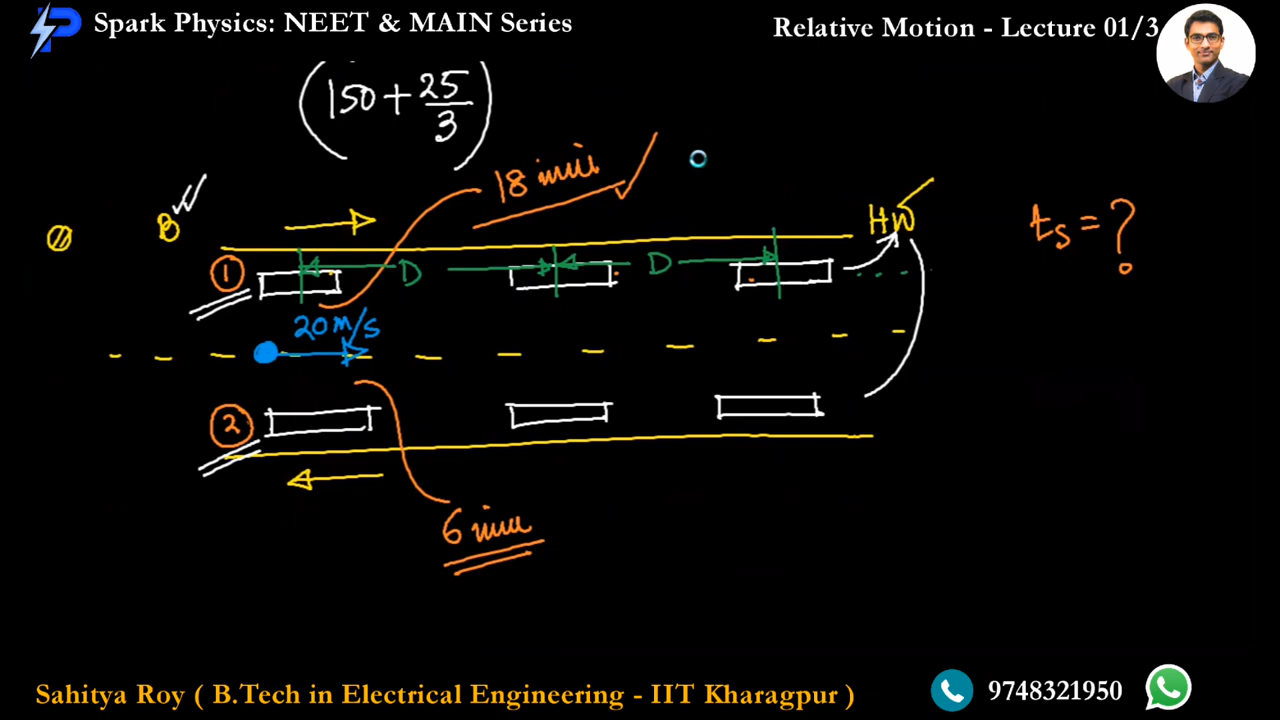 Spark Physics: NEET & MAIN Series
Relative Motion - Lecture 01/3
(150 + 25/3)
18 min
B
HW
t_s = ?
1
D
D
20 m/s
2
6 min
Sahitya Roy ( B.Tech in Electrical Engineering - IIT Kharagpur )
9748321950